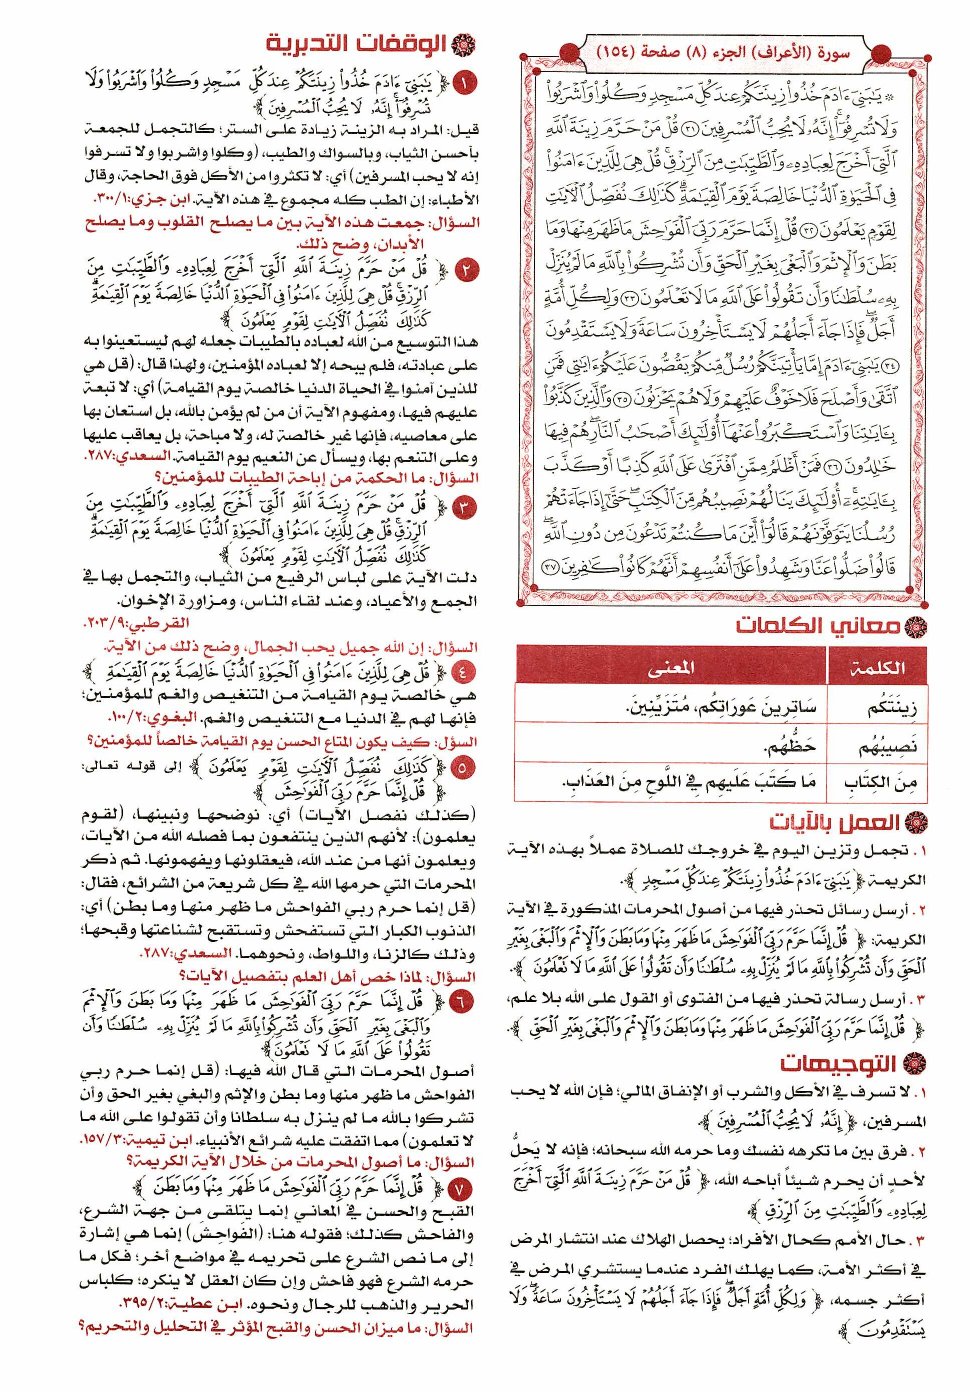 سورة (الأعراف) الجزء (٨) صفحة (١٥٤)
۞ يَٰبَنِىٓ ءَادَمَ خُذُوا۟ زِينَتَكُمْ عِندَ كُلِّ مَسْجِدٍ وَكُلُوا۟ وَٱشْرَبُوا۟
وَلَا تُسْرِفُوٓا۟ ۚ إِنَّهُۥ لَا يُحِبُّ ٱلْمُسْرِفِينَ ﴿٣١﴾ قُلْ مَنْ حَرَّمَ زِينَةَ ٱللَّهِ
ٱلَّتِىٓ أَخْرَجَ لِعِبَادِهِۦ وَٱلطَّيِّبَٰتِ مِنَ ٱلرِّزْقِ ۚ قُلْ هِىَ لِلَّذِينَ ءَامَنُوا۟
فِى ٱلْحَيَوٰةِ ٱلدُّنْيَا خَالِصَةً يَوْمَ ٱلْقِيَٰمَةِ ۗ كَذَٰلِكَ نُفَصِّلُ ٱلْءَايَٰتِ
لِقَوْمٍ يَعْلَمُونَ ﴿٣٢﴾ قُلْ إِنَّمَا حَرَّمَ رَبِّىَ ٱلْفَوَٰحِشَ مَا ظَهَرَ مِنْهَا وَمَا
بَطَنَ وَٱلْإِثْمَ وَٱلْبَغْىَ بِغَيْرِ ٱلْحَقِّ وَأَن تُشْرِكُوا۟ بِٱللَّهِ مَا لَمْ يُنَزِّلْ
بِهِۦ سُلْطَٰنًا وَأَن تَقُولُوا۟ عَلَى ٱللَّهِ مَا لَا تَعْلَمُونَ ﴿٣٣﴾ وَلِكُلِّ أُمَّةٍ
أَجَلٌ ۖ فَإِذَا جَآءَ أَجَلُهُمْ لَا يَسْتَأْخِرُونَ سَاعَةً وَلَا يَسْتَقْدِمُونَ
﴿٣٤﴾ يَٰبَنِىٓ ءَادَمَ إِمَّا يَأْتِيَنَّكُمْ رُسُلٌ مِّنكُمْ يَقُصُّونَ عَلَيْكُمْ ءَايَٰتِى فَمَنِ
ٱتَّقَىٰ وَأَصْلَحَ فَلَا خَوْفٌ عَلَيْهِمْ وَلَا هُمْ يَحْزَنُونَ ﴿٣٥﴾ وَٱلَّذِينَ كَذَّبُوا۟
بِـَٔايَٰتِنَا وَٱسْتَكْبَرُوا۟ عَنْهَآ أُو۟لَٰٓئِكَ أَصْحَٰبُ ٱلنَّارِ ۖ هُمْ فِيهَا
خَٰلِدُونَ ﴿٣٦﴾ فَمَنْ أَظْلَمُ مِمَّنِ ٱفْتَرَىٰ عَلَى ٱللَّهِ كَذِبًا أَوْ كَذَّبَ
بِـَٔايَٰتِهِۦٓ ۚ أُو۟لَٰٓئِكَ يَنَالُهُمْ نَصِيبُهُم مِّنَ ٱلْكِتَٰبِ ۖ حَتَّىٰٓ إِذَا جَآءَتْهُمْ
رُسُلُنَا يَتَوَفَّوْنَهُمْ قَالُوٓا۟ أَيْنَ مَا كُنتُمْ تَدْعُونَ مِن دُونِ ٱللَّهِ ۖ
قَالُوا۟ ضَلُّوا۟ عَنَّا وَشَهِدُوا۟ عَلَىٰٓ أَنفُسِهِمْ أَنَّهُمْ كَانُوا۟ كَٰفِرِينَ ﴿٣٧﴾
معاني الكلمات
الكلمة المعنى
زِينَتَكُم سَاتِرِينَ عَوْرَاتِكُم، مُتَزَيِّنِينَ.
نَصِيبُهُم حَظُّهُم.
مِنَ الكِتَابِ مَا كَتَبَ عَلَيهِم فِي اللَّوحِ مِنَ العَذَابِ.
العمل بالآيات
١. تجمل وتزين اليوم في خروجك للصلاة عملاً بهذه الآية
الكريمة ﴿ يَٰبَنِىٓ ءَادَمَ خُذُوا۟ زِينَتَكُمْ عِندَ كُلِّ مَسْجِدٍ ﴾.
٢. أرسل رسائل تحذر فيها من أصول المحرمات المذكورة في الآية
الكريمة: ﴿ قُلْ إِنَّمَا حَرَّمَ رَبِّىَ ٱلْفَوَٰحِشَ مَا ظَهَرَ مِنْهَا وَمَا بَطَنَ وَٱلْإِثْمَ وَٱلْبَغْىَ بِغَيْرِ
ٱلْحَقِّ وَأَن تُشْرِكُوا۟ بِٱللَّهِ مَا لَمْ يُنَزِّلْ بِهِۦ سُلْطَٰنًا وَأَن تَقُولُوا۟ عَلَى ٱللَّهِ مَا لَا تَعْلَمُونَ ﴾.
٣. أرسل رسالة تحذر فيها من الفتوى أو القول على الله بلا علم،
﴿ قُلْ إِنَّمَا حَرَّمَ رَبِّىَ ٱلْفَوَٰحِشَ مَا ظَهَرَ مِنْهَا وَمَا بَطَنَ وَٱلْإِثْمَ وَٱلْبَغْىَ بِغَيْرِ ٱلْحَقِّ ﴾.
التوجيهات
١. لا تسرف في الأكل والشرب أو الإنفاق المالي؛ فإن الله لا يحب
المسرفين، ﴿ إِنَّهُۥ لَا يُحِبُّ ٱلْمُسْرِفِينَ ﴾.
٢. فرق بين ما تكرهه نفسك وما حرمه الله سبحانه؛ فإنه لا يَحلُّ
لأحدٍ أن يحرم شيئاً أباحه الله، ﴿ قُلْ مَنْ حَرَّمَ زِينَةَ ٱللَّهِ ٱلَّتِىٓ أَخْرَجَ
لِعِبَادِهِۦ وَٱلطَّيِّبَٰتِ مِنَ ٱلرِّزْقِ ﴾
٣. حال الأمم كحال الأفراد؛ يحصل الهلاك عند انتشار المرض
في أكثر الأمة، كما يهلك الفرد عندما يستشري المرض في
أكثر جسمه، ﴿ وَلِكُلِّ أُمَّةٍ أَجَلٌ ۖ فَإِذَا جَآءَ أَجَلُهُمْ لَا يَسْتَأْخِرُونَ سَاعَةً ۖ وَلَا
يَسْتَقْدِمُونَ ﴾
الوقفات التدبرية
١ ﴿ يَٰبَنِىٓ ءَادَمَ خُذُوا۟ زِينَتَكُمْ عِندَ كُلِّ مَسْجِدٍ وَكُلُوا۟ وَٱشْرَبُوا۟ وَلَا
تُسْرِفُوٓا۟ ۚ إِنَّهُۥ لَا يُحِبُّ ٱلْمُسْرِفِينَ ﴾
قيل: المراد به الزينة زيادة على الستر؛ كالتجمل للجمعة
بأحسن الثياب، وبالسواك والطيب، (وكلوا واشربوا ولا تسرفوا
إنه لا يحب المسرفين) أي: لا تكثروا من الأكل فوق الحاجة، وقال
الأطباء: إن الطب كله مجموع في هذه الآية. ابن جزي:٣٠٠/١.
السؤال: جمعت هذه الآية بين ما يصلح القلوب وما يصلح
الأبدان، وضح ذلك.
٢ ﴿ قُلْ مَنْ حَرَّمَ زِينَةَ ٱللَّهِ ٱلَّتِىٓ أَخْرَجَ لِعِبَادِهِۦ وَٱلطَّيِّبَٰتِ مِنَ
ٱلرِّزْقِ ۚ قُلْ هِىَ لِلَّذِينَ ءَامَنُوا۟ فِى ٱلْحَيَوٰةِ ٱلدُّنْيَا خَالِصَةً يَوْمَ ٱلْقِيَٰمَةِ ۗ
كَذَٰلِكَ نُفَصِّلُ ٱلْءَايَٰتِ لِقَوْمٍ يَعْلَمُونَ ﴾
هذا التوسيع من الله لعباده بالطيبات جعله لهم ليستعينوا به
على عبادته، فلم يبحه إلا لعباده المؤمنين، ولهذا قال: (قل هي
للذين آمنوا في الحياة الدنيا خالصة يوم القيامة) أي: لا تبعة
عليهم فيها، ومفهوم الآية أن من لم يؤمن بالله، بل استعان بها
على معاصيه، فإنها غير خالصة له، ولا مباحة، بل يعاقب عليها
وعلى التنعم بها، ويسأل عن النعيم يوم القيامة. السعدي:٢٨٧.
السؤال: ما الحكمة من إباحة الطيبات للمؤمنين؟
٣ ﴿ قُلْ مَنْ حَرَّمَ زِينَةَ ٱللَّهِ ٱلَّتِىٓ أَخْرَجَ لِعِبَادِهِۦ وَٱلطَّيِّبَٰتِ مِنَ
ٱلرِّزْقِ ۚ قُلْ هِىَ لِلَّذِينَ ءَامَنُوا۟ فِى ٱلْحَيَوٰةِ ٱلدُّنْيَا خَالِصَةً يَوْمَ ٱلْقِيَٰمَةِ ۗ
كَذَٰلِكَ نُفَصِّلُ ٱلْءَايَٰتِ لِقَوْمٍ يَعْلَمُونَ ﴾
دلت الآية على لباس الرفيع من الثياب، والتجمل بها في
الجمع والأعياد، وعند لقاء الناس، ومزاورة الإخوان.
القرطبي:٢٠٣/٩.
السؤال: إن الله جميل يحب الجمال، وضح ذلك من الآية.
٤ ﴿ قُلْ هِىَ لِلَّذِينَ ءَامَنُوا۟ فِى ٱلْحَيَوٰةِ ٱلدُّنْيَا خَالِصَةً يَوْمَ ٱلْقِيَٰمَةِ ﴾
هي خالصة يوم القيامة من التنغيص والغم للمؤمنين؛
فإنها لهم في الدنيا مع التنغيص والغم. البغوي:١٠٠/٢.
السؤل: كيف يكون المتاع الحسن يوم القيامة خالصاً للمؤمنين؟
٥ ﴿ كَذَٰلِكَ نُفَصِّلُ ٱلْءَايَٰتِ لِقَوْمٍ يَعْلَمُونَ ﴾ إلى قوله تعالى:
﴿ قُلْ إِنَّمَا حَرَّمَ رَبِّىَ ٱلْفَوَٰحِشَ ﴾
(كذلك نفصل الآيات) أي: نوضحها ونبينها، (لقوم
يعلمون): لأنهم الذين ينتفعون بما فصله الله من الآيات،
ويعلمون أنها من عند الله، فيعقلونها ويفهمونها. ثم ذكر
المحرمات التي حرمها الله في كل شريعة من الشرائع، فقال:
(قل إنما حرم ربي الفواحش ما ظهر منها وما بطن) أي:
الذنوب الكبار التي تستفحش وتستقبح لشناعتها وقبحها؛
وذلك كالزنا، واللواط، ونحوهما. السعدي:٢٨٧.
السؤال: لماذا خص أهل العلم بتفصيل الآيات؟
٦ ﴿ قُلْ إِنَّمَا حَرَّمَ رَبِّىَ ٱلْفَوَٰحِشَ مَا ظَهَرَ مِنْهَا وَمَا بَطَنَ وَٱلْإِثْمَ
وَٱلْبَغْىَ بِغَيْرِ ٱلْحَقِّ وَأَن تُشْرِكُوا۟ بِٱللَّهِ مَا لَمْ يُنَزِّلْ بِهِۦ سُلْطَٰنًا وَأَن
تَقُولُوا۟ عَلَى ٱللَّهِ مَا لَا تَعْلَمُونَ ﴾
أصول المحرمات التي قال الله فيها: (قل إنما حرم ربي
الفواحش ما ظهر منها وما بطن والإثم والبغي بغير الحق وأن
تشركوا بالله ما لم ينزل به سلطانا وأن تقولوا على الله ما
لا تعلمون) مما اتفقت عليه شرائع الأنبياء. ابن تيمية:١٥٧/٣.
السؤال: ما أصول المحرمات من خلال الآية الكريمة؟
٧ ﴿ قُلْ إِنَّمَا حَرَّمَ رَبِّىَ ٱلْفَوَٰحِشَ مَا ظَهَرَ مِنْهَا وَمَا بَطَنَ ﴾
القبح والحسن في المعاني إنما يتلقى من جهة الشرع،
والفاحش كذلك؛ فقوله هنا: (الفواحِش) إنما هي إشارة
إلى ما نص الشرع على تحريمه في مواضع أخر؛ فكل ما
حرمه الشرع فهو فاحش وإن كان العقل لا ينكره؛ كلباس
الحرير والذهب للرجال ونحوه. ابن عطية:٣٩٥/٢.
السؤال: ما ميزان الحسن والقبح المؤثر في التحليل والتحريم؟